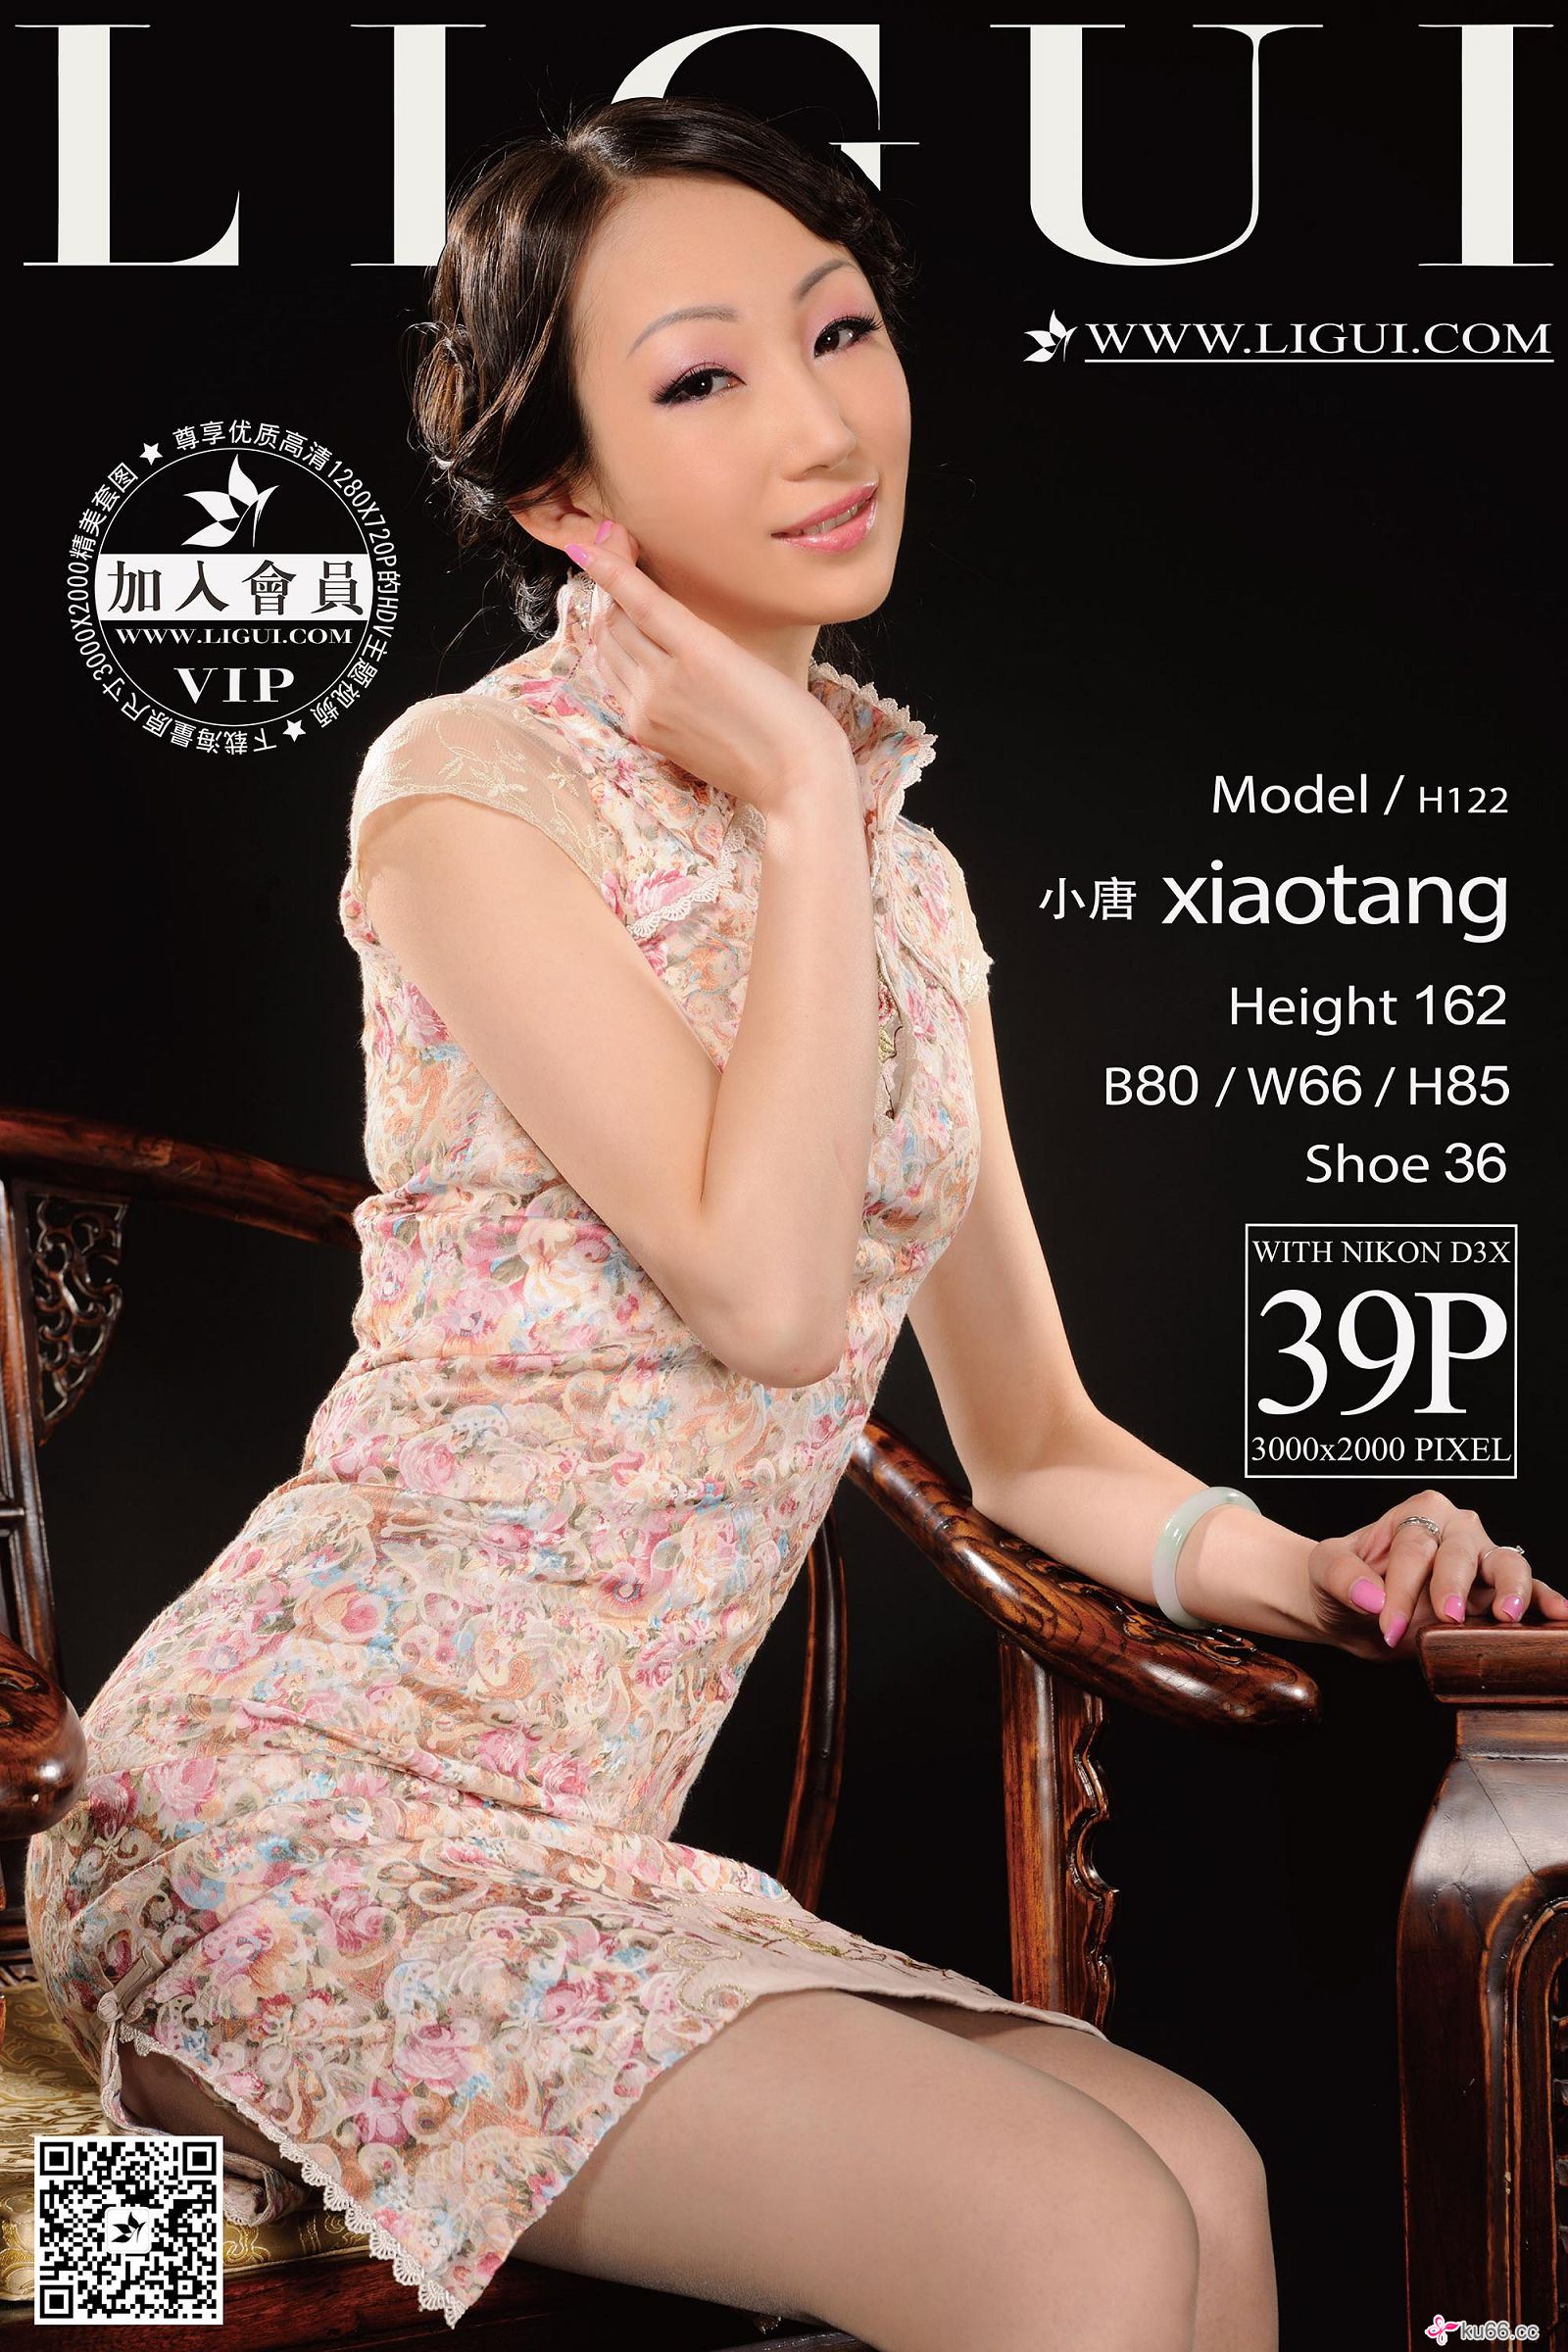 LIGUI
WWW.LIGUI.COM
尊享优质高清1280X720P的HDV主题视频
下载海量原尺寸3000X2000精美套图
加入會員
WWW.LIGUI.COM
VIP
Model / H122
小唐 xiaotang
Height 162
B80 / W66 / H85
Shoe 36
WITH NIKON D3X
39P
3000x2000 PIXEL
ku66.cc